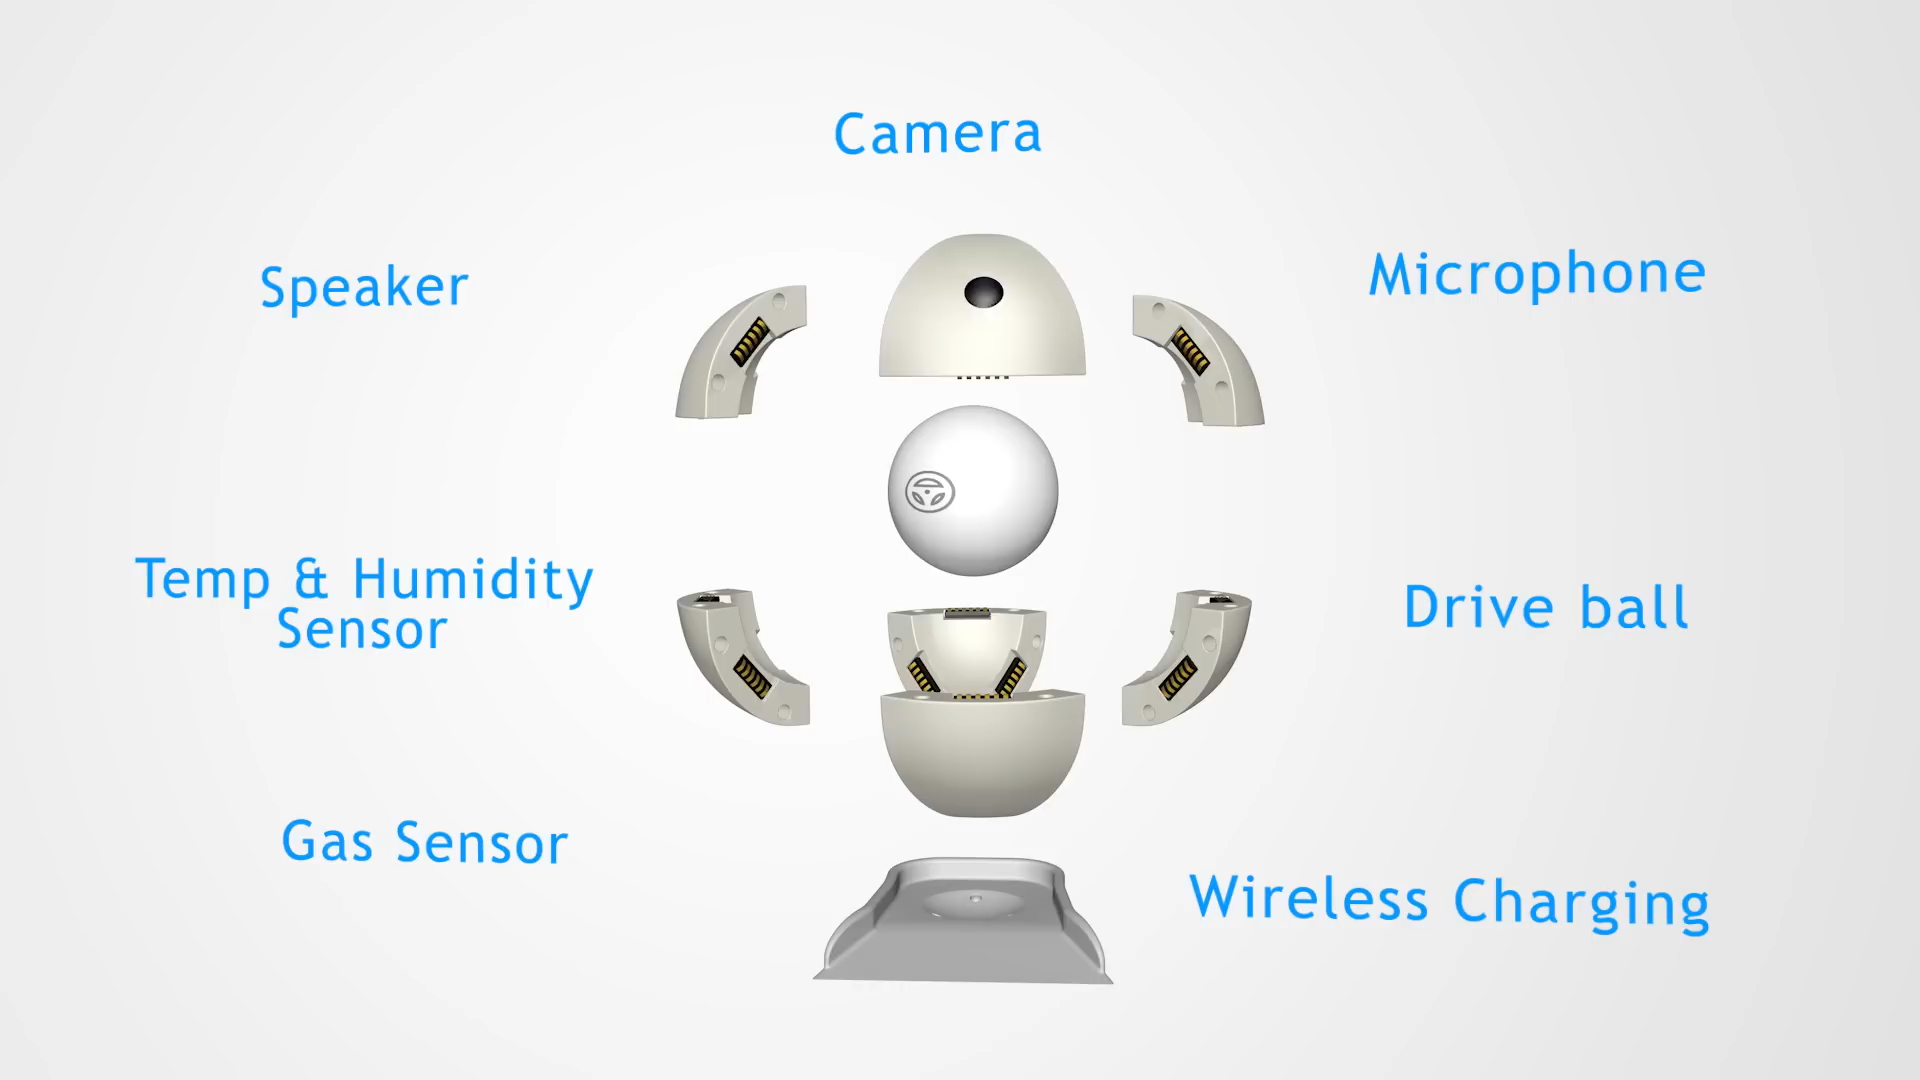 Camera
Speaker
Microphone
Temp & Humidity
Sensor
Drive ball
Gas Sensor
Wireless Charging